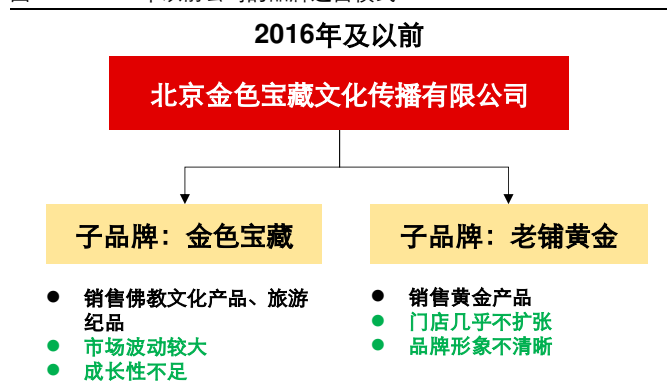 2016年及以前
北京金色宝藏文化传播有限公司
子品牌：金色宝藏
子品牌：老铺黄金
● 销售佛教文化产品、旅游
纪品
● 市场波动较大
● 成长性不足
● 销售黄金产品
● 门店几乎不扩张
● 品牌形象不清晰